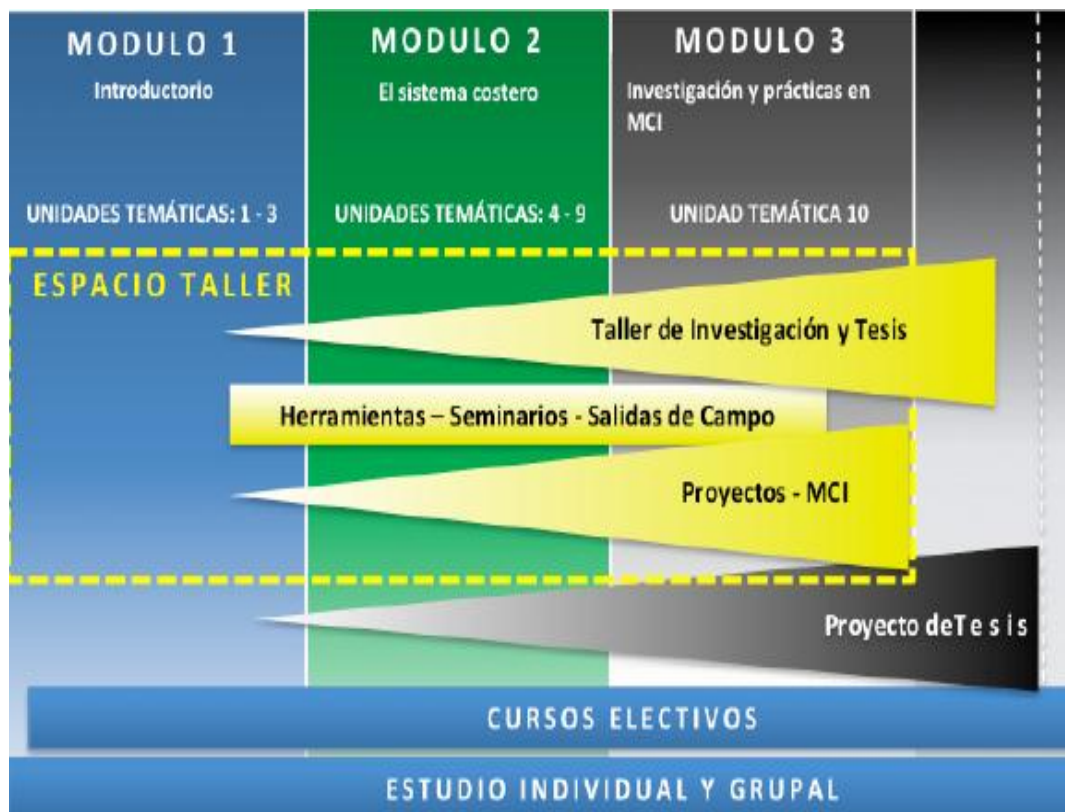 MODULO 1
Introductorio
UNIDADES TEMÁTICAS: 1 - 3
MODULO 2
El sistema costero
UNIDADES TEMÁTICAS: 4 - 9
MODULO 3
Investigación y prácticas en
MCI
UNIDAD TEMÁTICA 10
ESPACIO TALLER
Taller de Investigación y Tesis
Herramientas – Seminarios - Salidas de Campo
Proyectos - MCI
Proyecto deT e s i s
CURSOS ELECTIVOS
ESTUDIO INDIVIDUAL Y GRUPAL